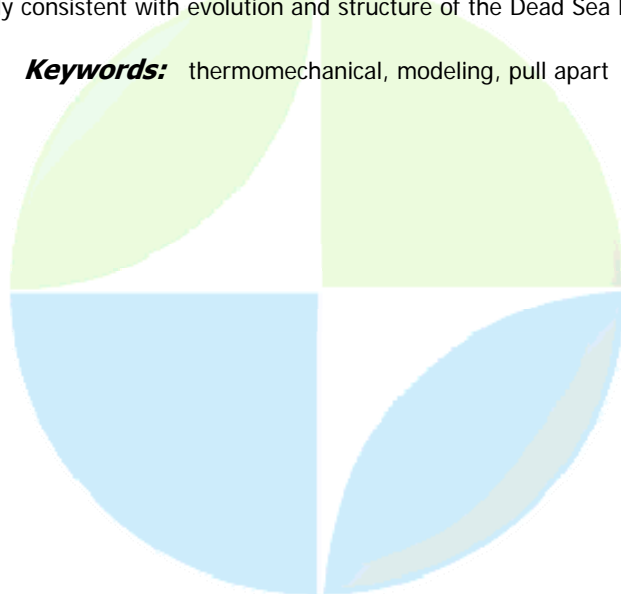 y consistent with evolution and structure of the Dead Sea
Keywords: thermomechanical, modeling, pull apart